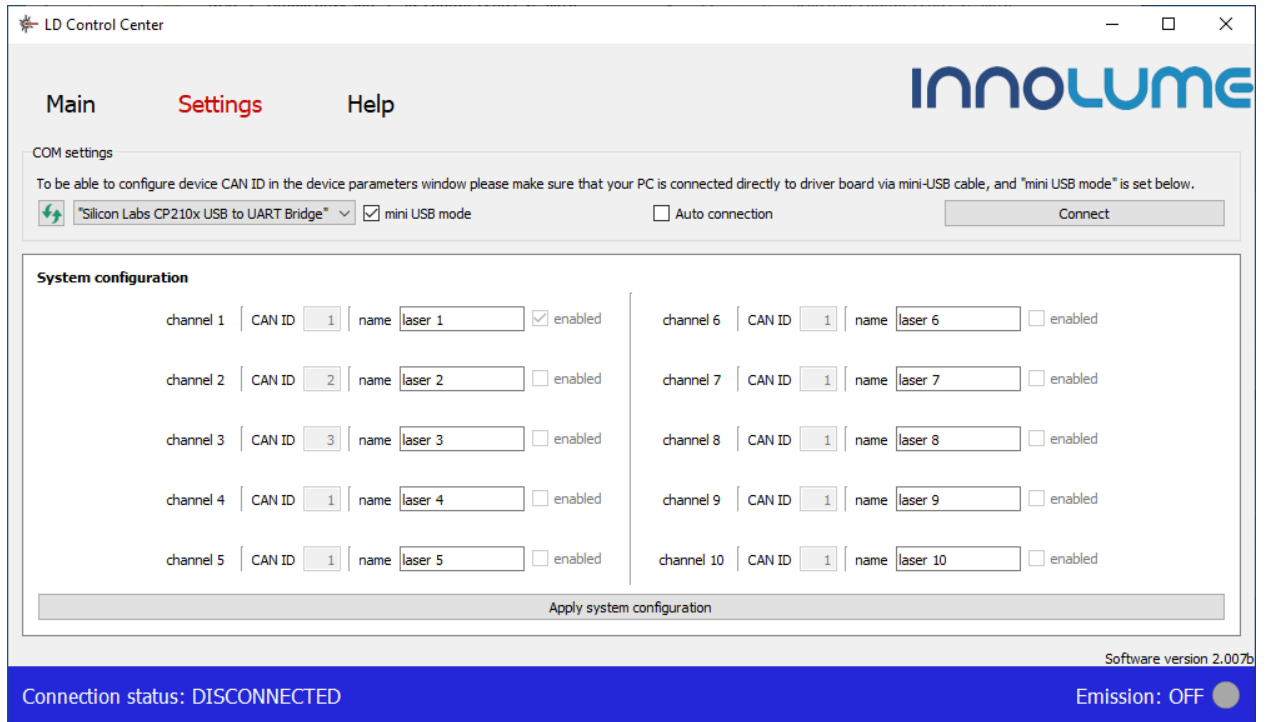 LD Control Center
INNOLUME
Main Settings Help
COM settings
To be able to configure device CAN ID in the device parameters window please make sure that your PC is connected directly to driver board via mini-USB cable, and "mini USB mode" is set below.
"Silicon Labs CP210x USB to UART Bridge" mini USB mode Auto connection Connect
System configuration
channel 1 CAN ID 1 name laser 1 enabled
channel 2 CAN ID 2 name laser 2 enabled
channel 3 CAN ID 3 name laser 3 enabled
channel 4 CAN ID 1 name laser 4 enabled
channel 5 CAN ID 1 name laser 5 enabled
channel 6 CAN ID 1 name laser 6 enabled
channel 7 CAN ID 1 name laser 7 enabled
channel 8 CAN ID 1 name laser 8 enabled
channel 9 CAN ID 1 name laser 9 enabled
channel 10 CAN ID 1 name laser 10 enabled
Apply system configuration
Software version 2.007b
Connection status: DISCONNECTED Emission: OFF